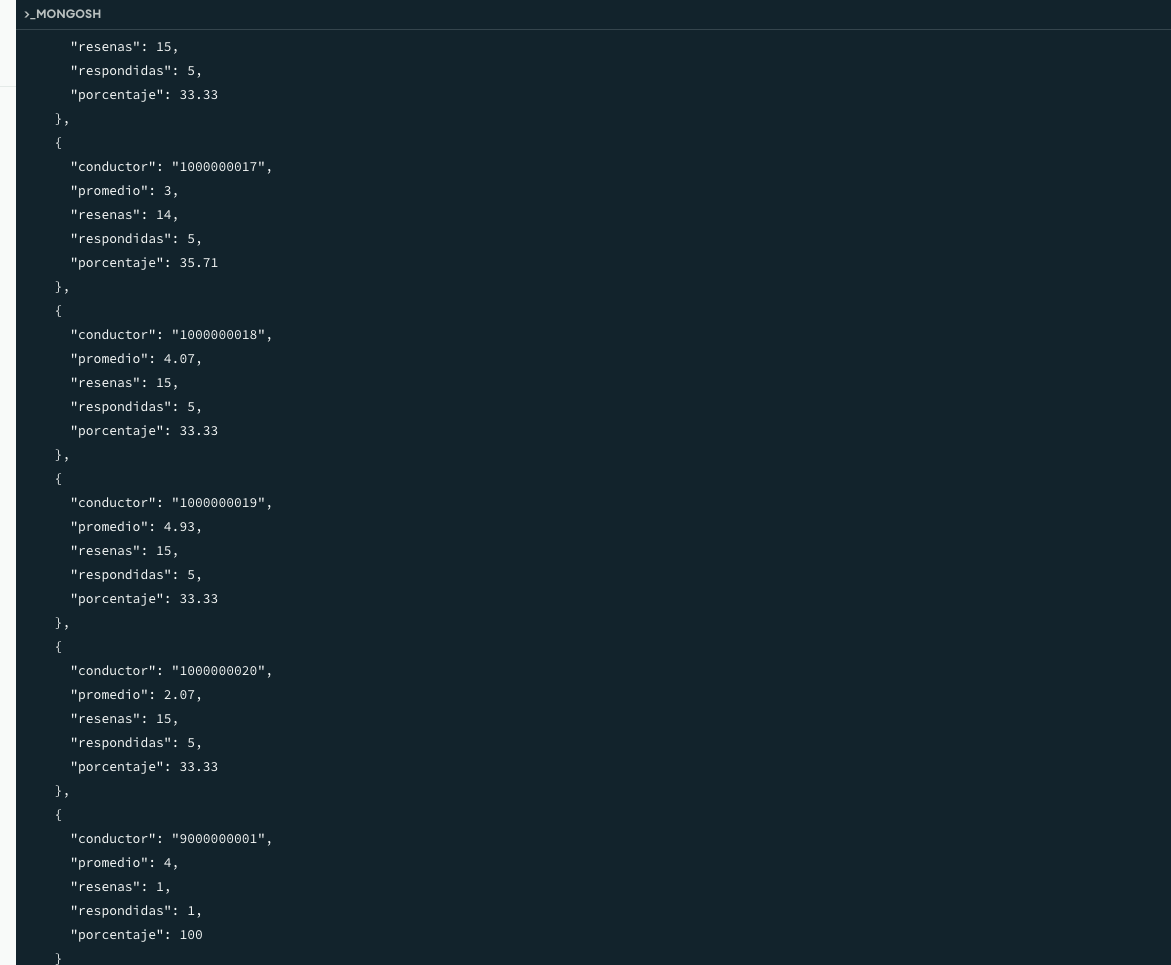 >_MONGOSH
"resenas": 15,
"respondidas": 5,
"porcentaje": 33.33
},
{
"conductor": "1000000017",
"promedio": 3,
"resenas": 14,
"respondidas": 5,
"porcentaje": 35.71
},
{
"conductor": "1000000018",
"promedio": 4.07,
"resenas": 15,
"respondidas": 5,
"porcentaje": 33.33
},
{
"conductor": "1000000019",
"promedio": 4.93,
"resenas": 15,
"respondidas": 5,
"porcentaje": 33.33
},
{
"conductor": "1000000020",
"promedio": 2.07,
"resenas": 15,
"respondidas": 5,
"porcentaje": 33.33
},
{
"conductor": "9000000001",
"promedio": 4,
"resenas": 1,
"respondidas": 1,
"porcentaje": 100
}